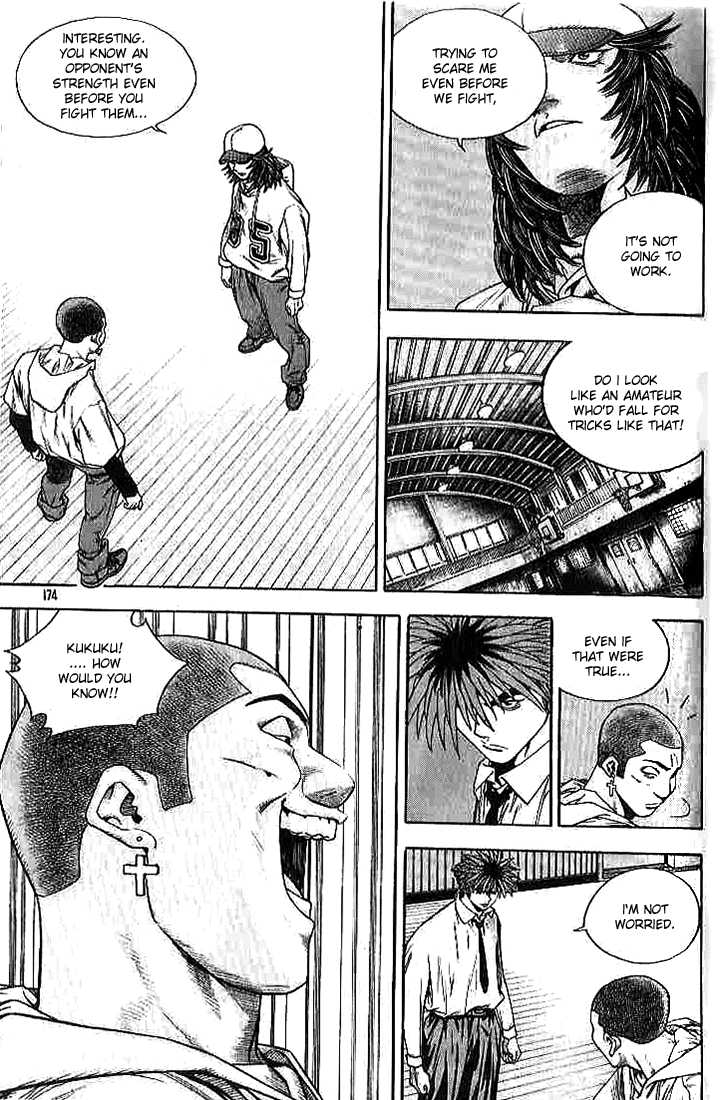 INTERESTING.
YOU KNOW AN
OPPONENT'S
STRENGTH EVEN
BEFORE YOU
FIGHT THEM...
TRYING TO
SCARE ME
EVEN BEFORE
WE FIGHT,
IT'S NOT
GOING TO
WORK.
DO I LOOK
LIKE AN AMATEUR
WHO'D FALL FOR
TRICKS LIKE THAT!
174
KUKUKU!
.... HOW
WOULD YOU
KNOW!!
EVEN IF
THAT WERE
TRUE...
I'M NOT
WORRIED.